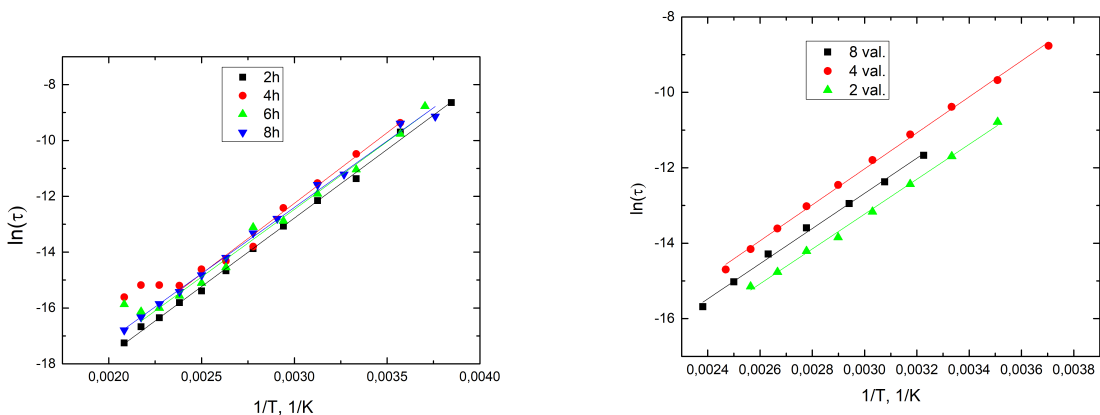 -8
-10
-12
-14
-16
-18
ln(τ)
2h
4h
6h
8h
0,0020
0,0025
0,0030
0,0035
0,0040
1/T, 1/K
-8
-10
-12
-14
-16
ln(τ)
8 val.
4 val.
2 val.
0,0024
0,0026
0,0028
0,0030
0,0032
0,0034
0,0036
0,0038
1/T, 1/K